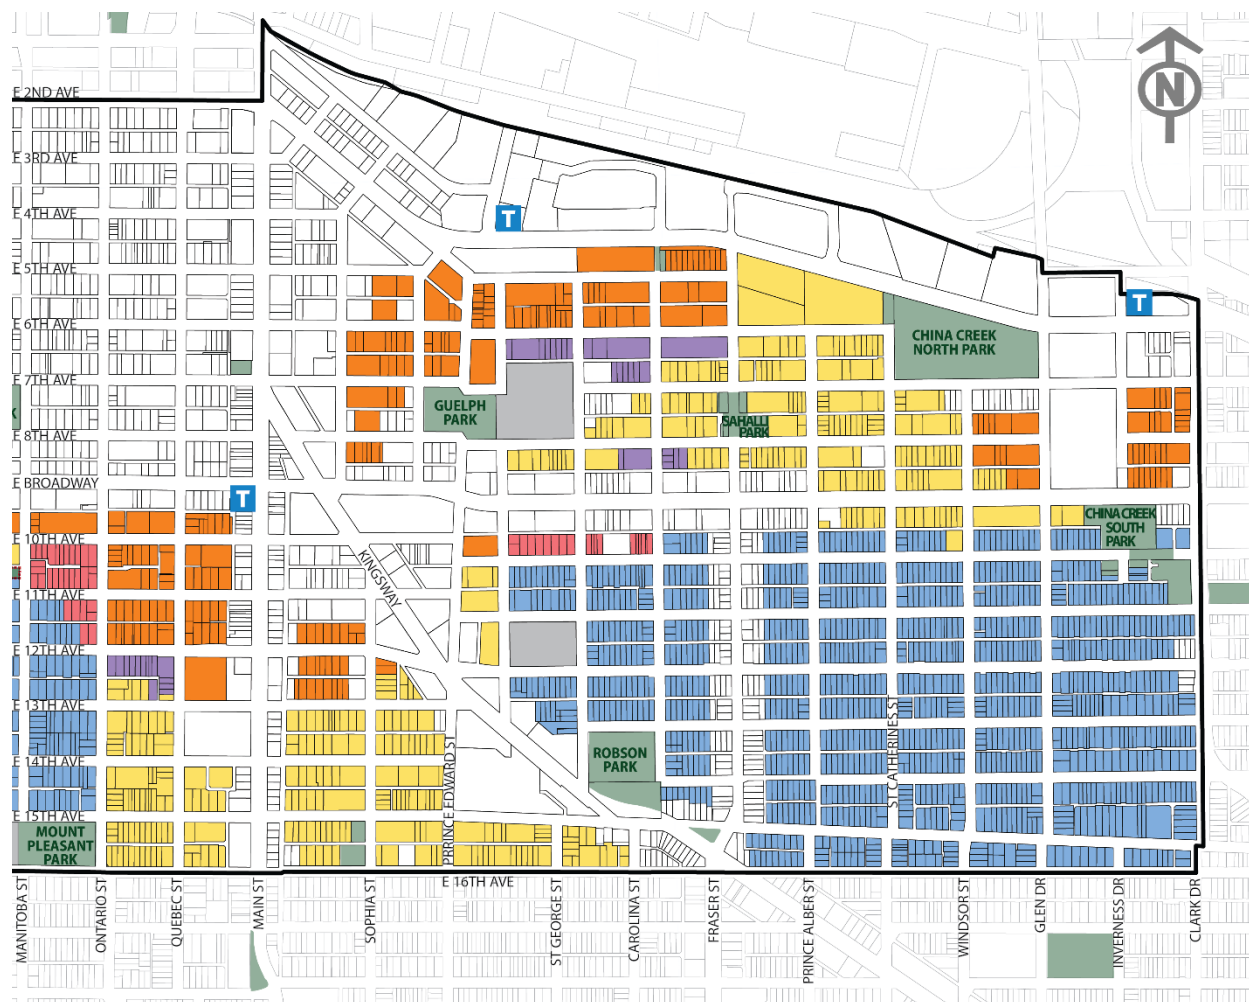 N
E 2ND AVE
E 3RD AVE
E 4TH AVE
T
E 5TH AVE
T
E 6TH AVE
CHINA CREEK
NORTH PARK
E 7TH AVE
K
GUELPH
PARK
SAHALLI
PARK
E 8TH AVE
E BROADWAY
T
CHINA CREEK
SOUTH
PARK
E 10TH AVE
KINGSWAY
E 11TH AVE
E 12TH AVE
E 13TH AVE
ST CATHERINES ST
PRRINCE EDWARD ST
ROBSON
PARK
E 14TH AVE
E 15TH AVE
MOUNT
PLEASANT
PARK
E 16TH AVE
MANITOBA ST
ONTARIO ST
QUEBEC ST
MAIN ST
SOPHIA ST
ST GEORGE ST
CAROLINA ST
FRASER ST
PRINCE ALBER ST
WINDSOR ST
GLEN DR
INVERNESS DR
CLARK DR